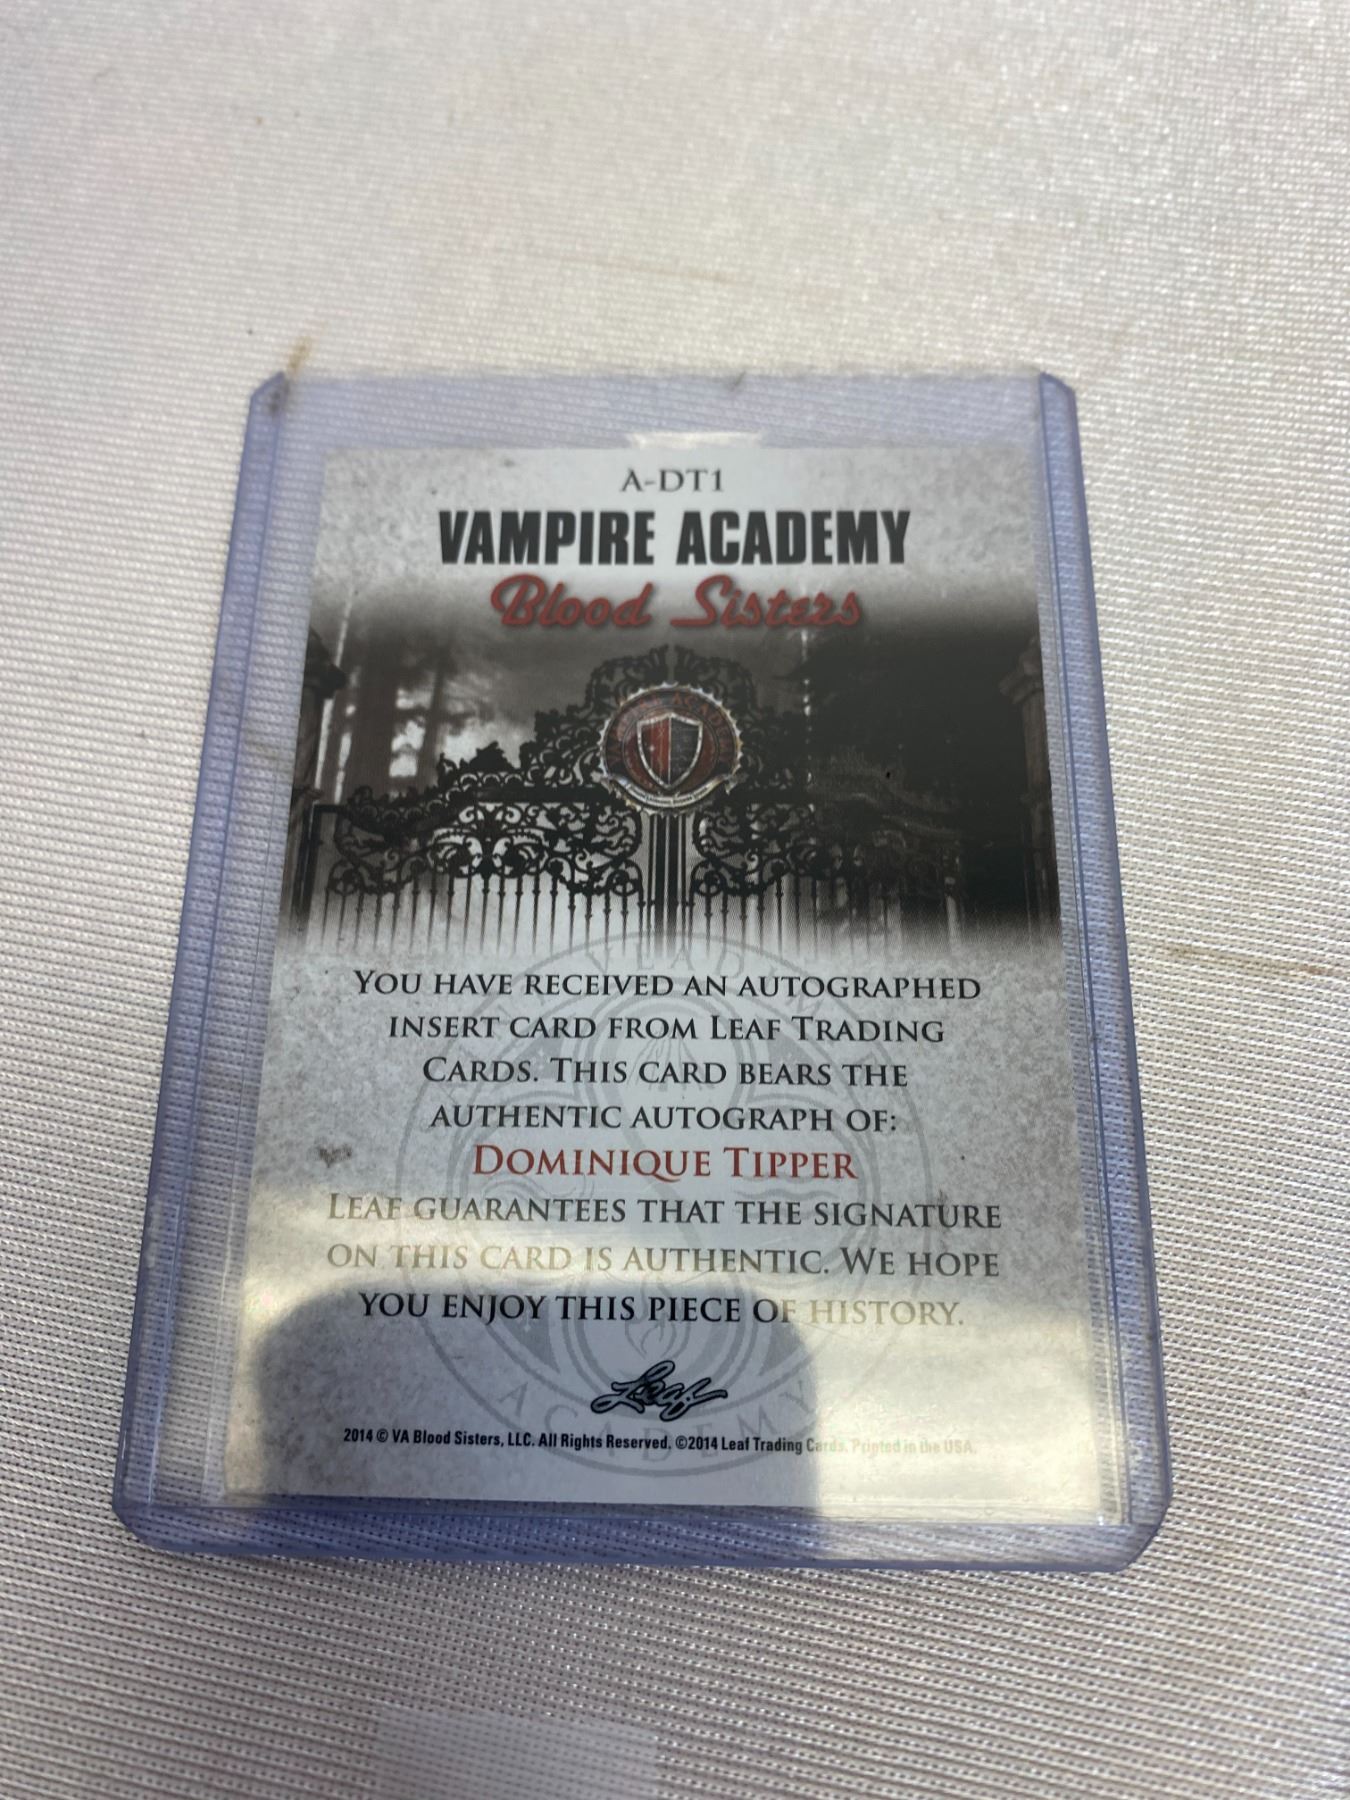 A-DT1
VAMPIRE ACADEMY
Blood Sisters
YOU HAVE RECEIVED AN AUTOGRAPHED
INSERT CARD FROM LEAF TRADING
CARDS. THIS CARD BEARS THE
AUTHENTIC AUTOGRAPH OF:
DOMINIQUE TIPPER
LEAF GUARANTEES THAT THE SIGNATURE
ON THIS CARD IS AUTHENTIC. WE HOPE
YOU ENJOY THIS PIECE OF HISTORY.
Leaf
ACADEMY
2014 © VA Blood Sisters, LLC. All Rights Reserved. ©2014 Leaf Trading Cards. Printed in the USA.